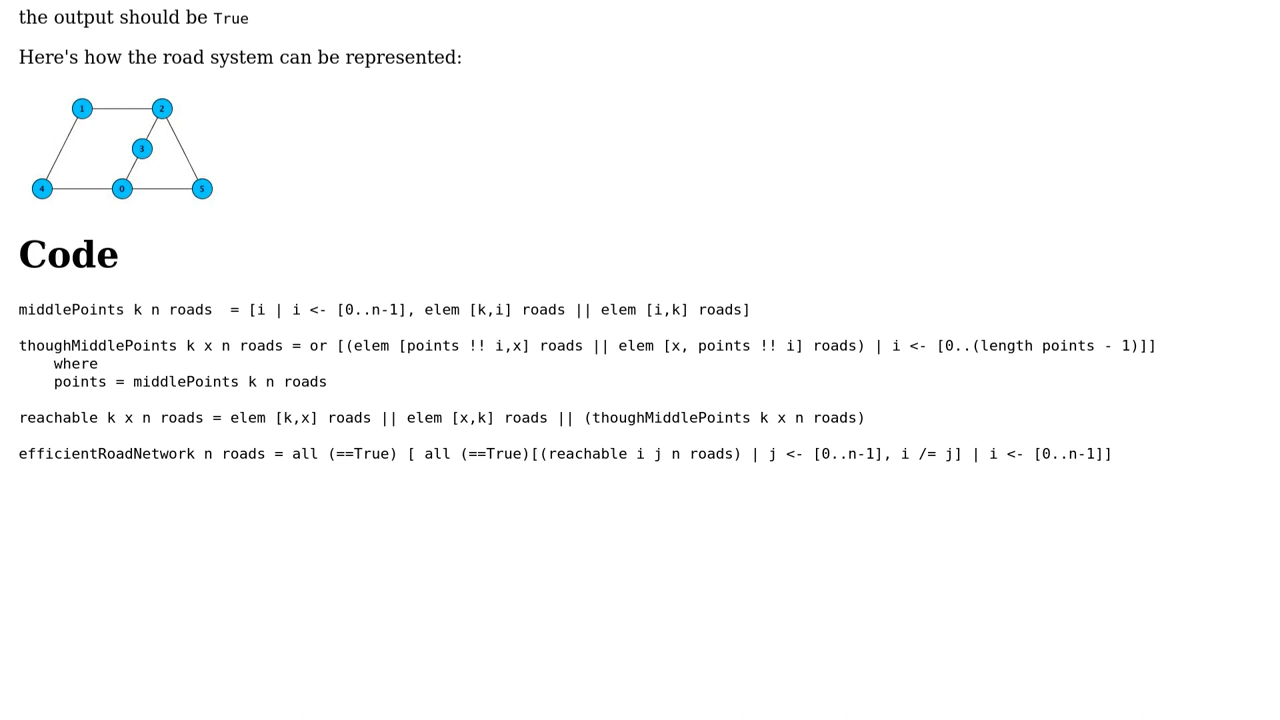 the output should be True
Here's how the road system can be represented:
1 2
3
4 0 5
Code
middlePoints k n roads  = [i | i <- [0..n-1], elem [k,i] roads || elem [i,k] roads]
thoughMiddlePoints k x n roads = or [(elem [points !! i,x] roads || elem [x, points !! i] roads) | i <- [0..(length points - 1)]]
    where
    points = middlePoints k n roads
reachable k x n roads = elem [k,x] roads || elem [x,k] roads || (thoughMiddlePoints k x n roads)
efficientRoadNetwork n roads = all (==True) [ all (==True)[(reachable i j n roads) | j <- [0..n-1], i /= j] | i <- [0..n-1]]